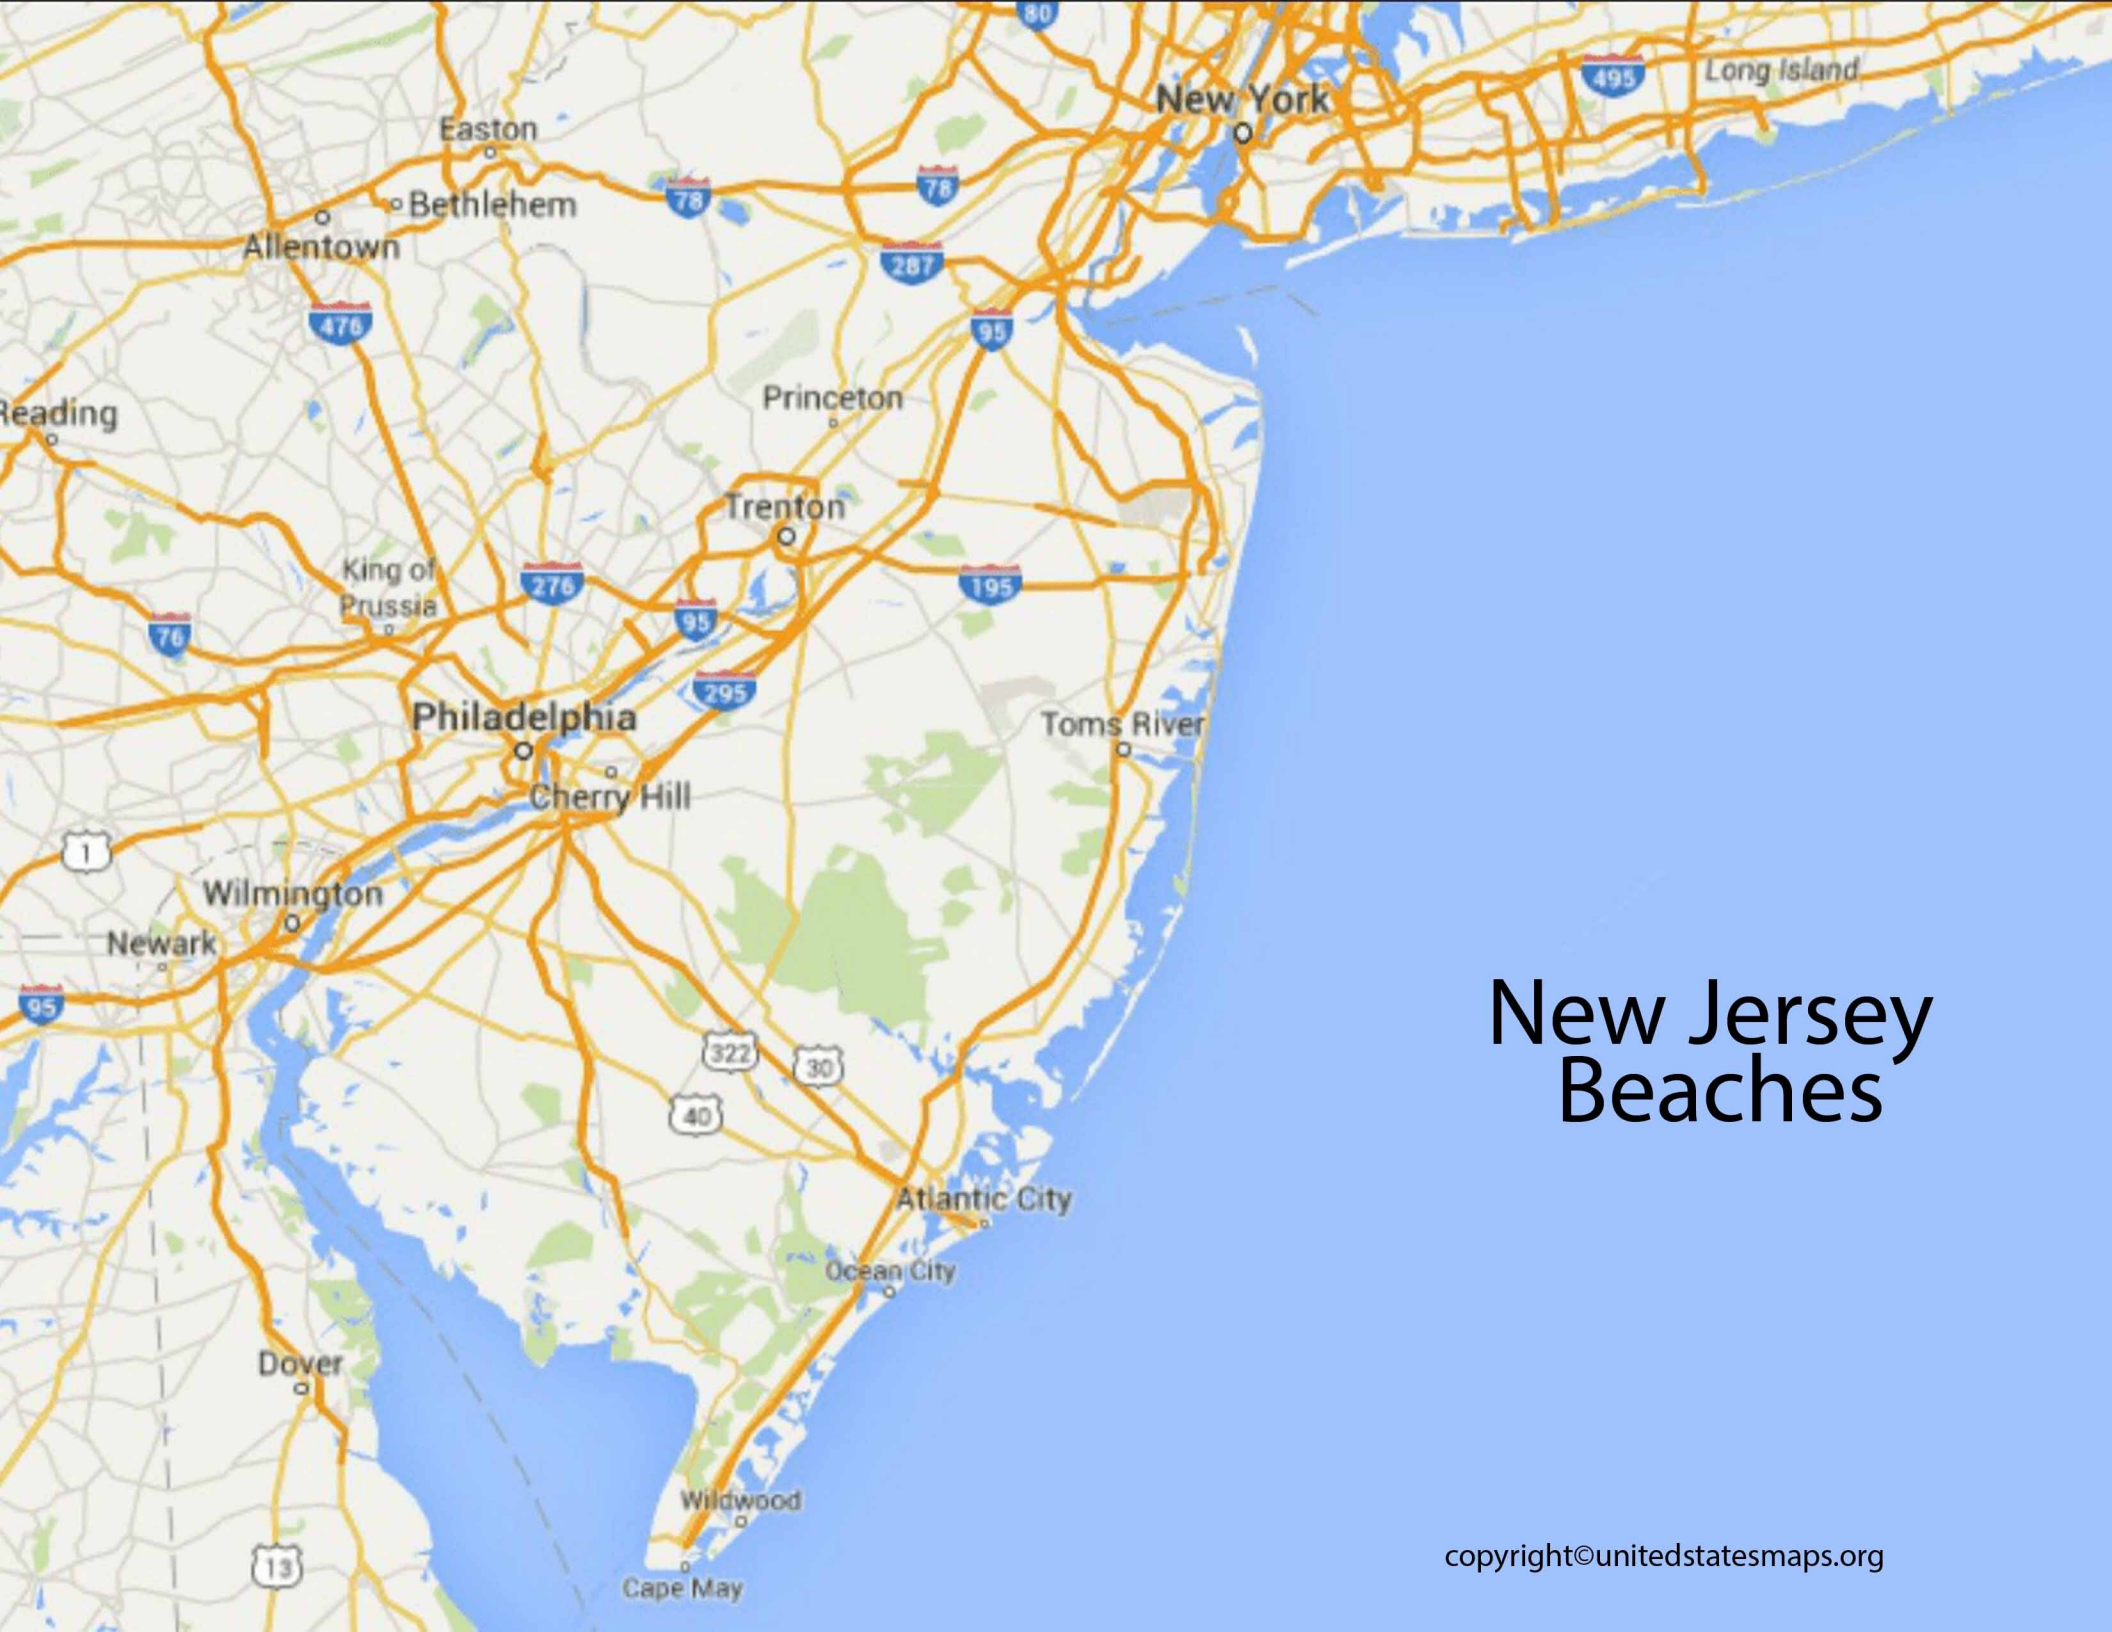 80
495
Long Island
New York
Easton
78
78
Bethlehem
Allentown
287
476
95
Princeton
Reading
Trenton
King of
Prussia
276
195
95
76
295
Philadelphia
Toms River
Cherry Hill
1
Wilmington
Newark
95
New Jersey
Beaches
322
30
40
Atlantic City
Ocean City
Dover
Wildwood
13
Cape May
copyright©unitedstatesmaps.org